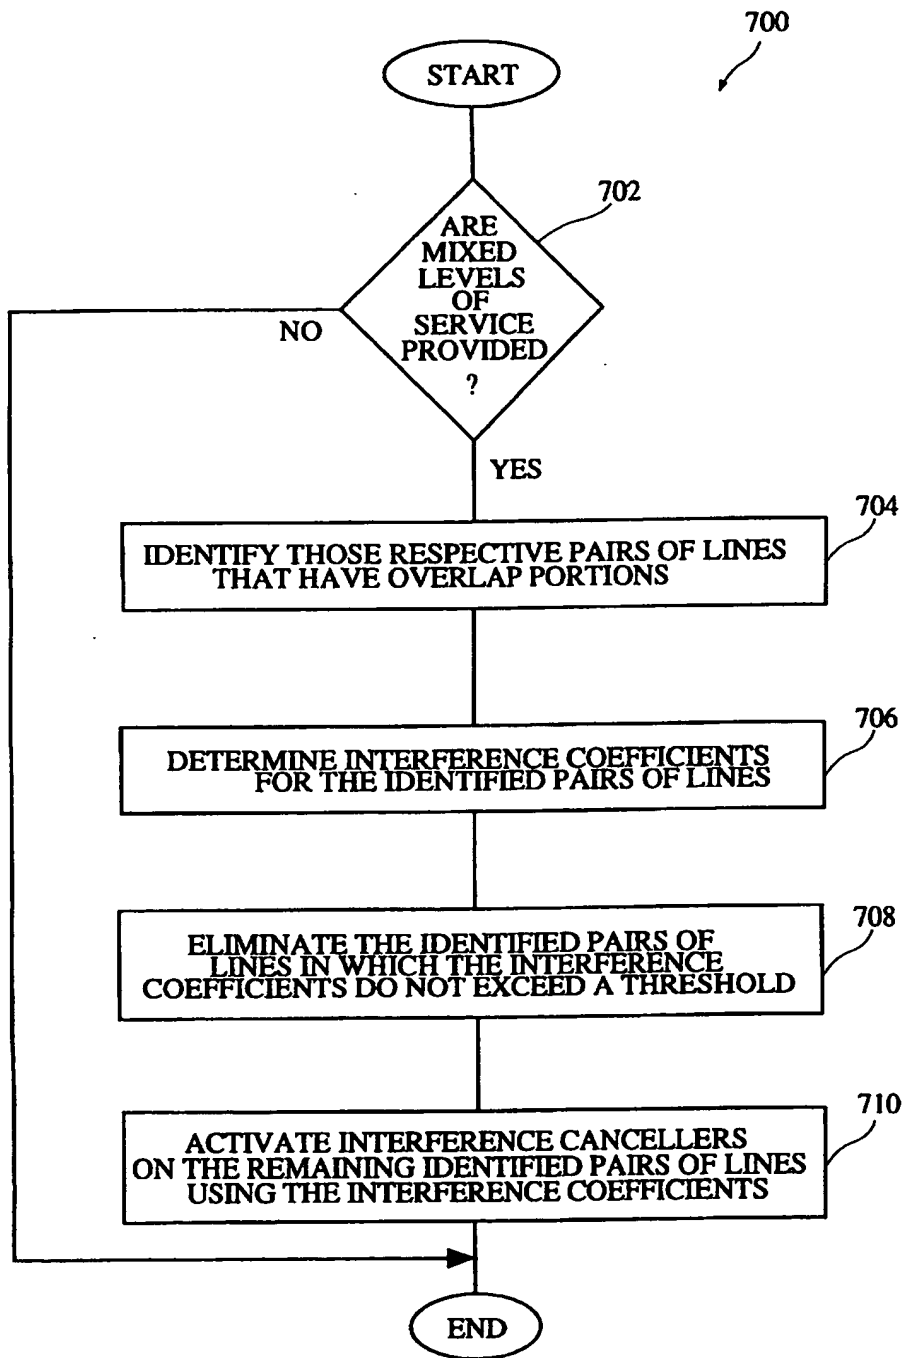 700
START
702
ARE
MIXED
LEVELS
OF
SERVICE
PROVIDED
?
NO
YES
704
IDENTIFY THOSE RESPECTIVE PAIRS OF LINES
THAT HAVE OVERLAP PORTIONS
706
DETERMINE INTERFERENCE COEFFICIENTS
FOR THE IDENTIFIED PAIRS OF LINES
708
ELIMINATE THE IDENTIFIED PAIRS OF
LINES IN WHICH THE INTERFERENCE
COEFFICIENTS DO NOT EXCEED A THRESHOLD
710
ACTIVATE INTERFERENCE CANCELLERS
ON THE REMAINING IDENTIFIED PAIRS OF LINES
USING THE INTERFERENCE COEFFICIENTS
END